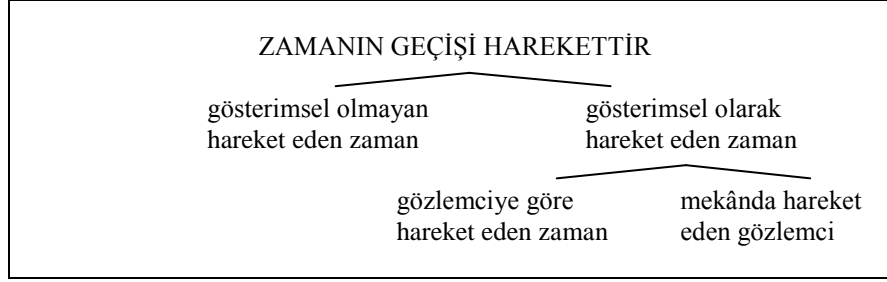 ZAMANIN GEÇİŞİ HAREKETTİR
gösterimsel olmayan
hareket eden zaman
gösterimsel olarak
hareket eden zaman
gözlemciye göre
hareket eden zaman
mekânda hareket
eden gözlemci